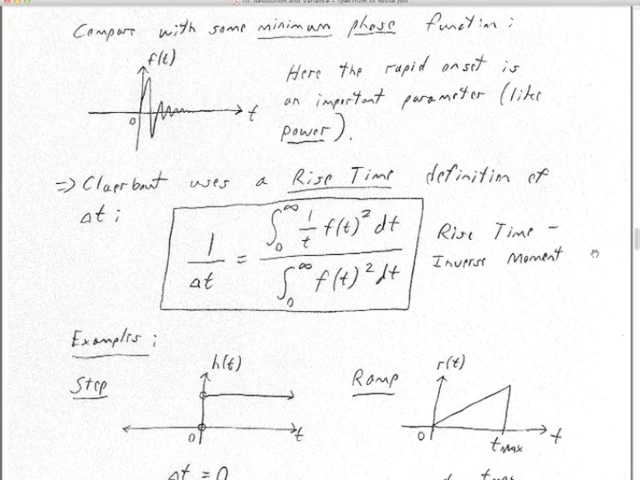 Compare with some minimum phase function :
f(t)
0
t
Here the rapid onset is
an important parameter (like
power).
=> Claerbout uses a Rise Time definition of
Δt :
1/Δt = ∫₀^∞ 1/t f(t)² dt / ∫₀^∞ f(t)² dt
Rise Time -
Inverse Moment
Examples :
Step
h(t)
0
t
Δt = 0
Ramp
r(t)
0
t MAX
t